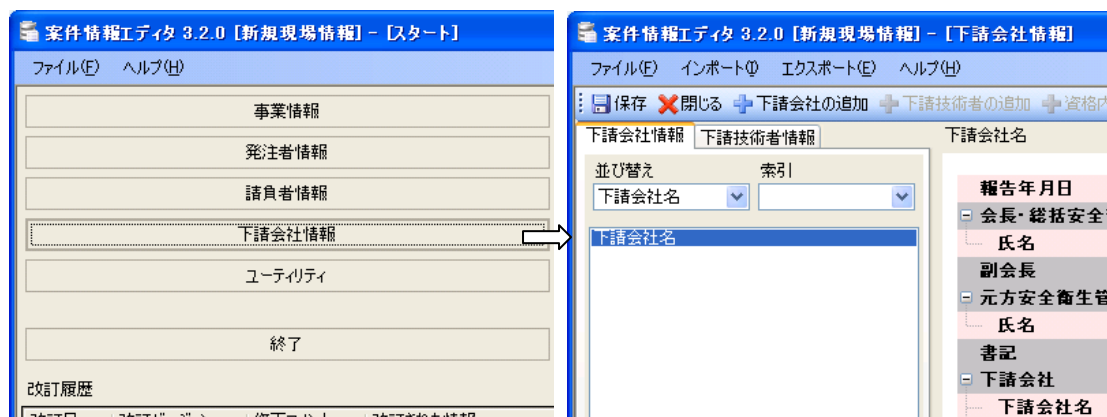 案件情報エディタ 3.2.0 [新規現場情報] - [スタート]
ファイル(F) ヘルプ(H)
事業情報
発注者情報
請負者情報
下請会社情報
ユーティリティ
終了
改訂履歴
案件情報エディタ 3.2.0 [新規現場情報] - [下請会社情報]
ファイル(F) インポート(I) エクスポート(E) ヘルプ(H)
保存 閉じる 下請会社の追加 下請技術者の追加 資格内
下請会社情報 下請技術者情報
並び替え 索引
下請会社名
下請会社名
下請会社名
報告年月日
会長・総括安全
氏名
副会長
元方安全衛生管
氏名
書記
下請会社
下請会社名